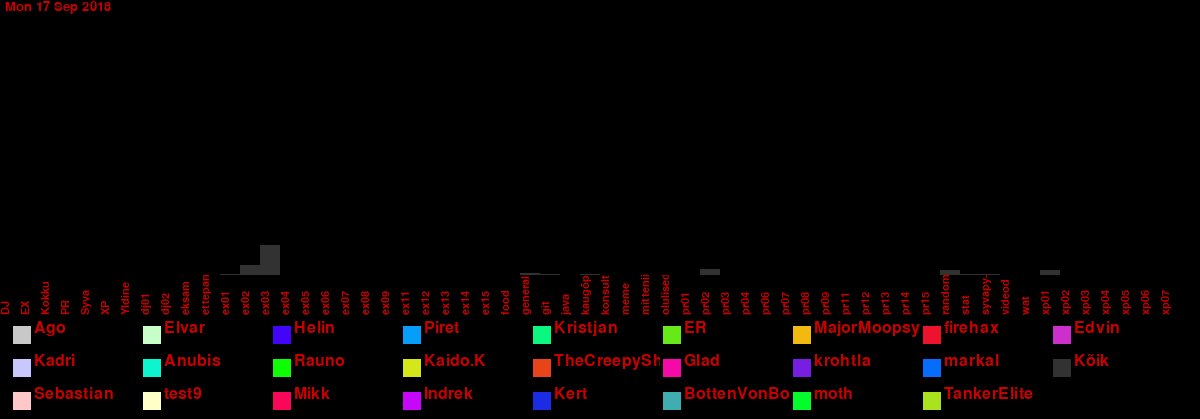 Mon 17 Sep 2018
DJ
EX
Kokku
PR
Syva
XP
Yldine
dj01
dj02
eksam
ettepan
ex01
ex02
ex03
ex04
ex05
ex06
ex07
ex08
ex09
ex11
ex12
ex13
ex14
ex15
food
general
git
java
kaugõp
konsult
meme
mittenii
olulised
pr01
pr02
pr03
pr04
pr06
pr07
pr08
pr09
pr11
pr12
pr13
pr14
pr15
random
stat
syvapy
videod
wat
xp01
xp02
xp03
xp04
xp05
xp06
xp07
Ago Elvar Helin Piret Kristjan ER MajorMoopsy firehax Edvin
Kadri Anubis Rauno Kaido.K TheCreepySh Glad krohtla markal Kõik
Sebastian test9 Mikk Indrek Kert BottenVonBo moth TankerElite